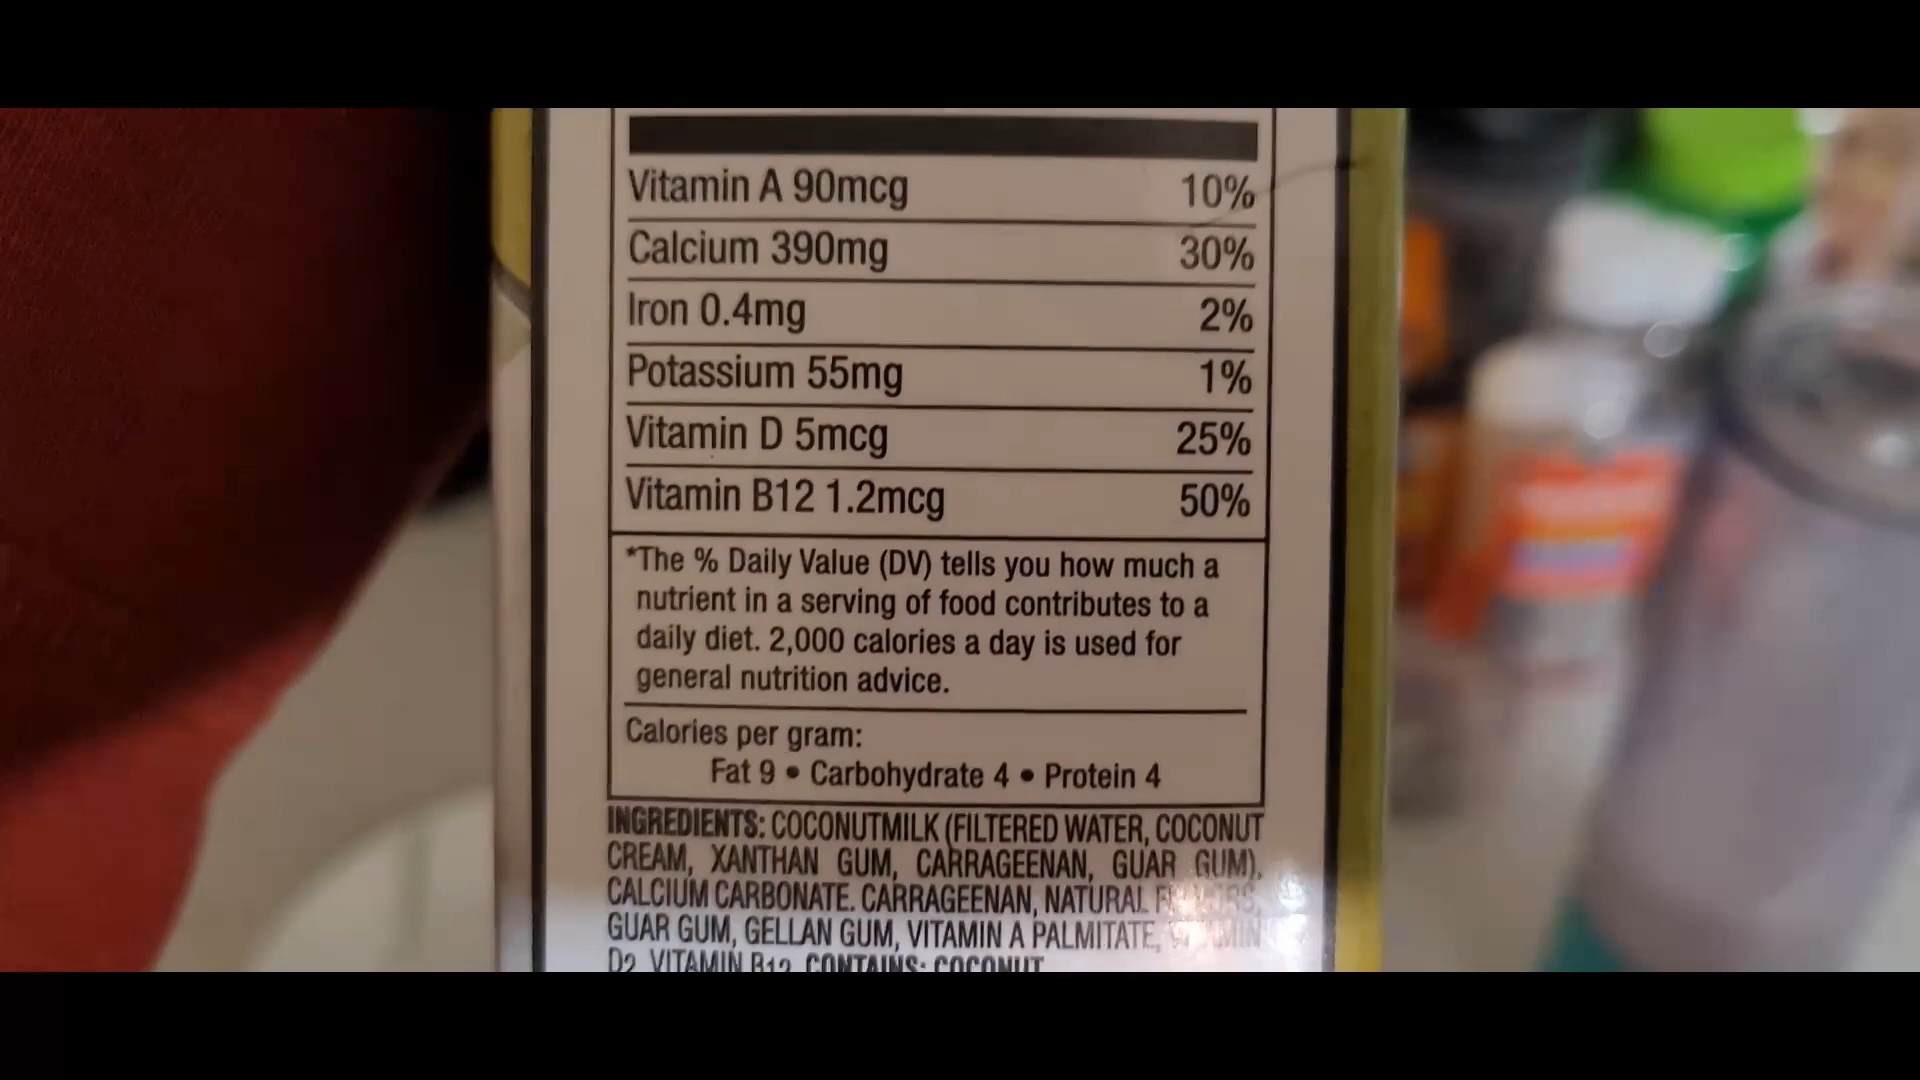 Vitamin A 90mcg 10%
Calcium 390mg 30%
Iron 0.4mg 2%
Potassium 55mg 1%
Vitamin D 5mcg 25%
Vitamin B12 1.2mcg 50%
*The % Daily Value (DV) tells you how much a
nutrient in a serving of food contributes to a
daily diet. 2,000 calories a day is used for
general nutrition advice.
Calories per gram:
Fat 9 • Carbohydrate 4 • Protein 4
INGREDIENTS: COCONUTMILK (FILTERED WATER, COCONUT
CREAM, XANTHAN GUM, CARRAGEENAN, GUAR GUM),
CALCIUM CARBONATE. CARRAGEENAN, NATURAL
GUAR GUM, GELLAN GUM, VITAMIN A PALMITATE,
D2, VITAMIN B12. CONTAINS: COCONUT